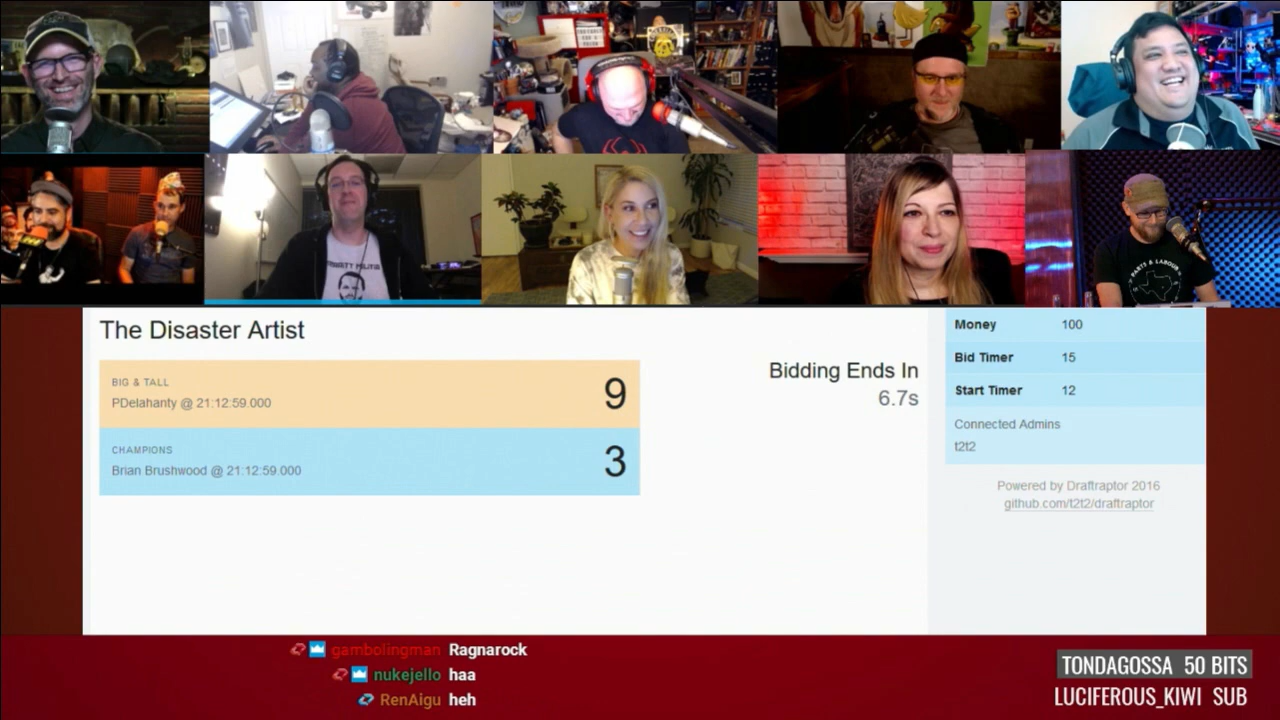 PARTY & LABOUR
The Disaster Artist
BIG & TALL
PDelahanty @ 21:12:59.000
9
CHAMPIONS
Brian Brushwood @ 21:12:59.000
3
Bidding Ends In
6.7s
Money 100
Bid Timer 15
Start Timer 12
Connected Admins
t2t2
Powered by Draftraptor 2016
github.com/t2t2/draftraptor
gambolingman Ragnarock
nukejello haa
RenAigu heh
TONDAGOSSA 50 BITS
LUCIFEROUS_KIWI SUB